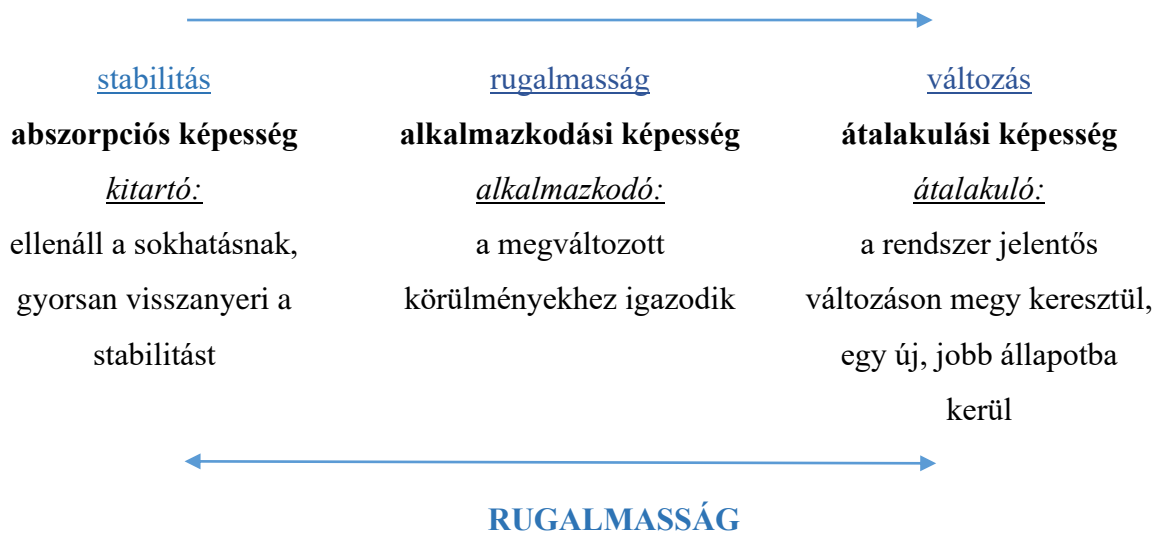 stabilitás
abszorpciós képesség
kitartó:
ellenáll a sokhatásnak,
gyorsan visszanyeri a
stabilitást
rugalmasság
alkalmazkodási képesség
alkalmazkodó:
a megváltozott
körülményekhez igazodik
változás
átalakulási képesség
átalakuló:
a rendszer jelentős
változáson megy keresztül,
egy új, jobb állapotba
kerül
RUGALMASSÁG